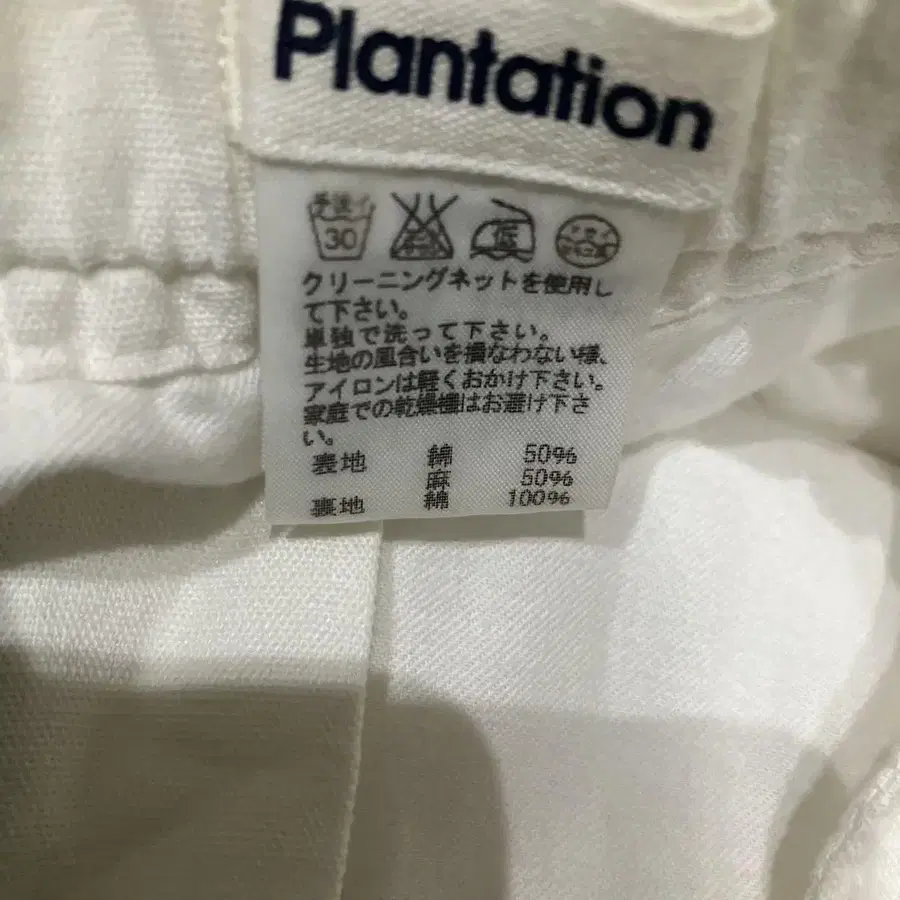 Plantation
手洗イ
30
低
クリーニングネットを使用し
て下さい。
単独で洗って下さい。
生地の風合いを損なわない様、
アイロンは軽くおかけ下さい。
家庭での乾燥機はお避け下さ
い。
表地 綿 50%
麻 50%
裏地 綿 100%